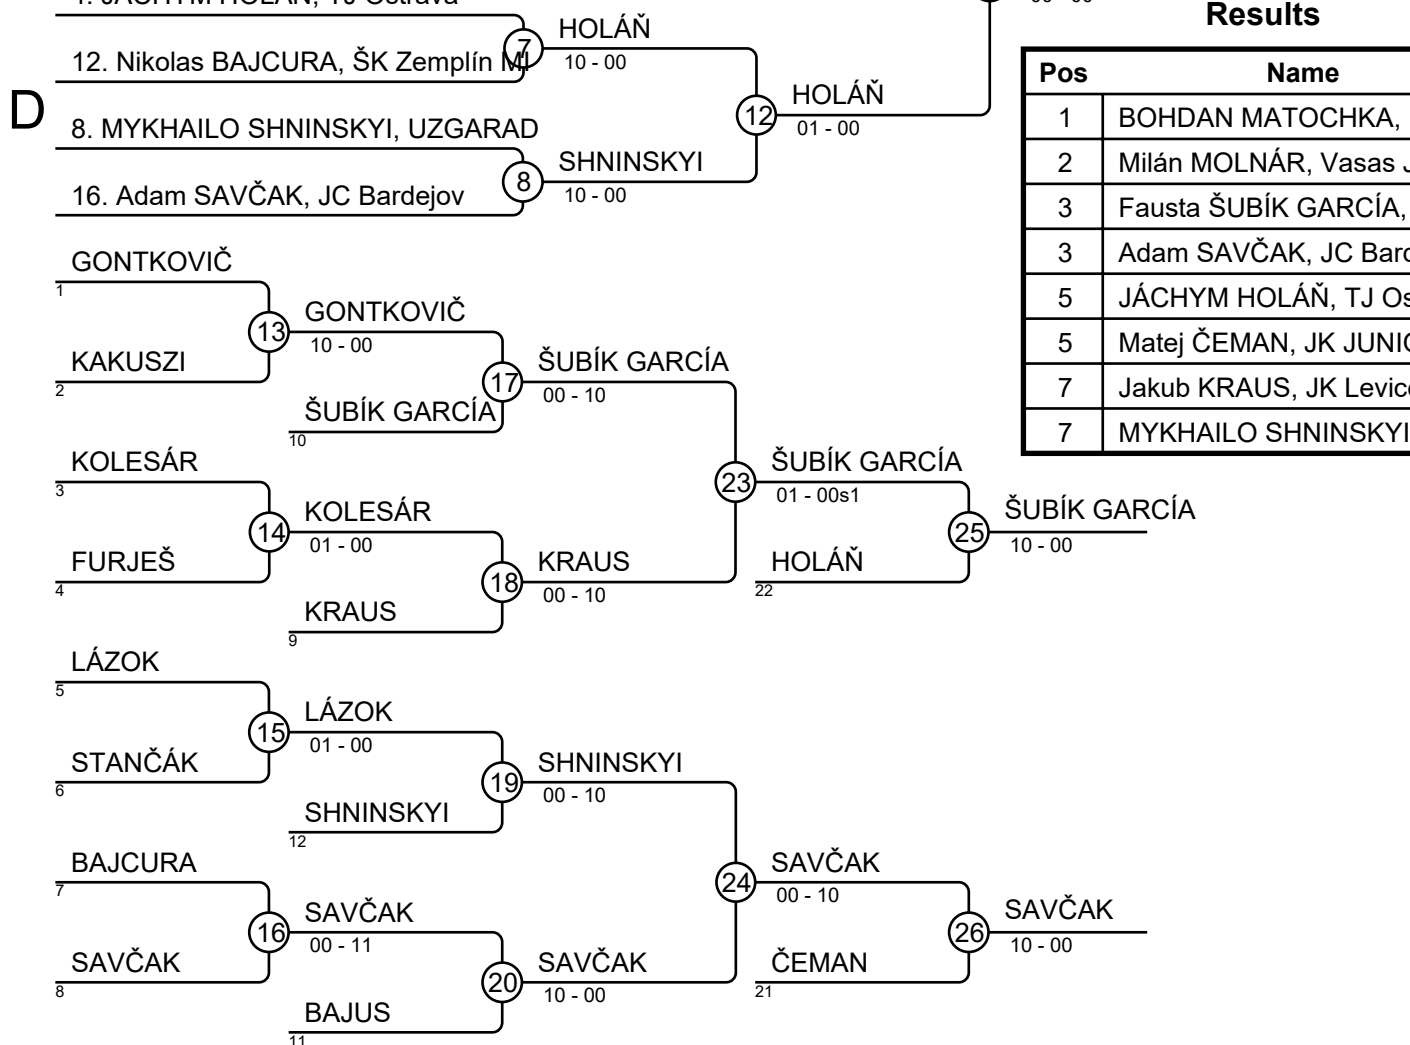 12. Nikolas BAJCURA, ŠK Zemplín MI
7
HOLÁŇ
10 - 00
D
8. MYKHAILO SHNINSKYI, UZGARAD
12
HOLÁŇ
01 - 00
8
SHNINSKYI
10 - 00
16. Adam SAVČAK, JC Bardejov
Results
Pos Name
1 BOHDAN MATOCHKA,
2 Milán MOLNÁR, Vasas
3 Fausta ŠUBÍK GARCÍA,
3 Adam SAVČAK, JC
5 JÁCHYM HOLÁŇ, TJ
5 Matej ČEMAN, JK
7 Jakub KRAUS, JK
7 MYKHAILO SHNINSKYI
GONTKOVIČ
1
13
GONTKOVIČ
10 - 00
KAKUSZI
2
17
ŠUBÍK GARCÍA
00 - 10
ŠUBÍK GARCÍA
10
KOLESÁR
3
23
ŠUBÍK GARCÍA
01 - 00s1
14
KOLESÁR
01 - 00
25
ŠUBÍK GARCÍA
10 - 00
FURJEŠ
4
18
KRAUS
00 - 10
HOLÁŇ
22
KRAUS
9
LÁZOK
5
15
LÁZOK
01 - 00
STANČÁK
6
19
SHNINSKYI
00 - 10
SHNINSKYI
12
BAJCURA
7
24
SAVČAK
00 - 10
16
SAVČAK
00 - 11
26
SAVČAK
10 - 00
SAVČAK
8
20
SAVČAK
10 - 00
ČEMAN
21
BAJUS
11